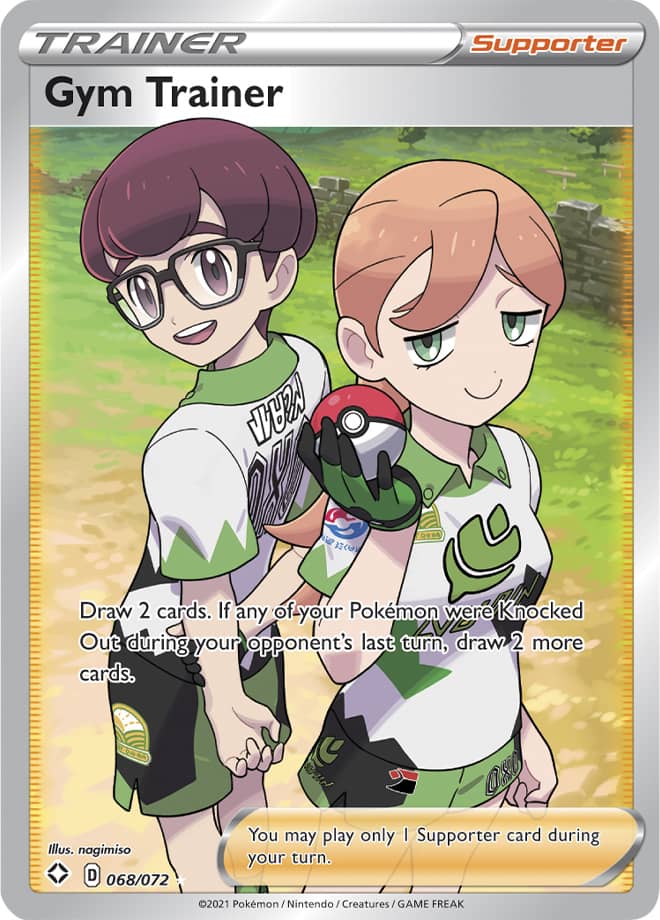 TRAINER
Supporter
Gym Trainer
Draw 2 cards. If any of your Pokémon were Knocked
Out during your opponent's last turn, draw 2 more
cards.
You may play only 1 Supporter card during
your turn.
Illus. nagimiso
D 068/072
©2021 Pokémon / Nintendo / Creatures / GAME FREAK